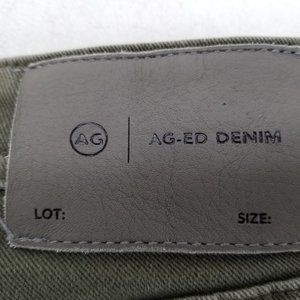 AG | AG-ED DENIM
LOT: SIZE: